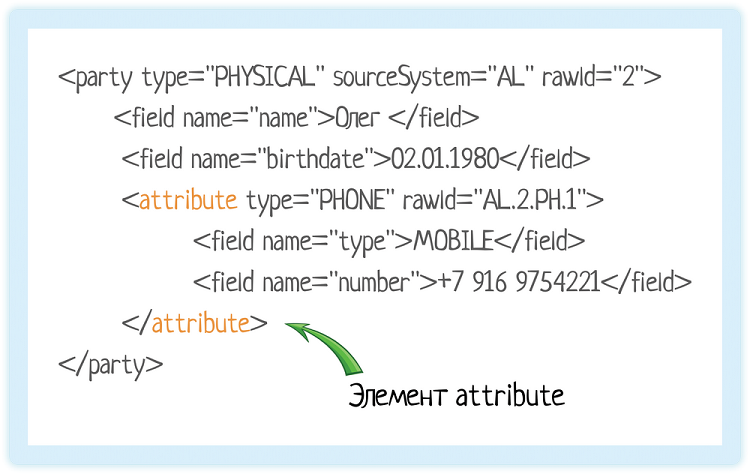 <party type="PHYSICAL" sourceSystem="AL" rawId="2">
<field name="name">Олег </field>
<field name="birthdate">02.01.1980</field>
<attribute type="PHONE" rawId="AL.2.PH.1">
<field name="type">MOBILE</field>
<field name="number">+7 916 9754221</field>
</attribute>
</party>
Элемент attribute